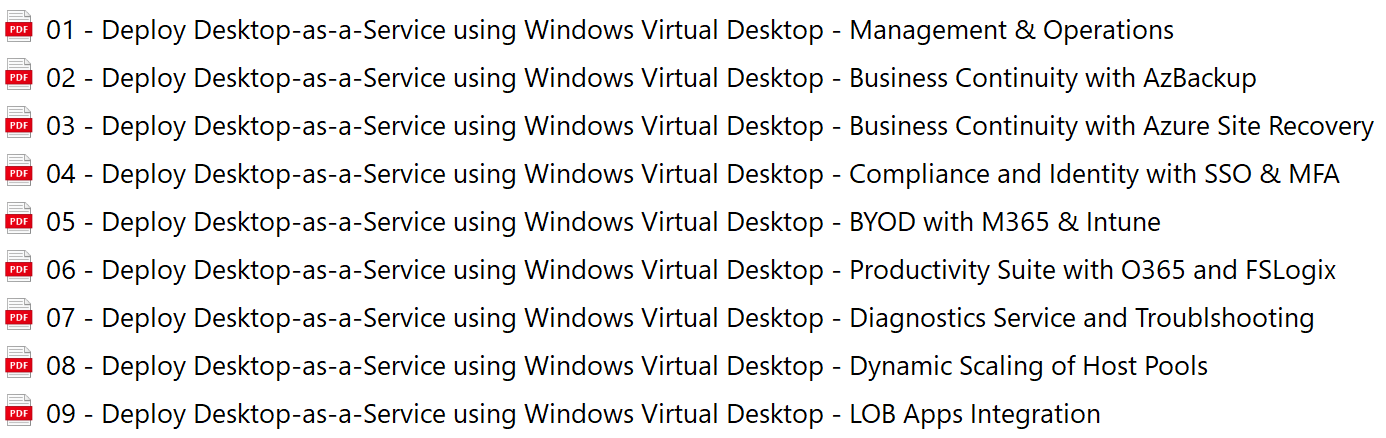 01 - Deploy Desktop-as-a-Service using Windows Virtual Desktop - Management & Operations
02 - Deploy Desktop-as-a-Service using Windows Virtual Desktop - Business Continuity with AzBackup
03 - Deploy Desktop-as-a-Service using Windows Virtual Desktop - Business Continuity with Azure Site Recovery
04 - Deploy Desktop-as-a-Service using Windows Virtual Desktop - Compliance and Identity with SSO & MFA
05 - Deploy Desktop-as-a-Service using Windows Virtual Desktop - BYOD with M365 & Intune
06 - Deploy Desktop-as-a-Service using Windows Virtual Desktop - Productivity Suite with O365 and FSLogix
07 - Deploy Desktop-as-a-Service using Windows Virtual Desktop - Diagnostics Service and Troublshooting
08 - Deploy Desktop-as-a-Service using Windows Virtual Desktop - Dynamic Scaling of Host Pools
09 - Deploy Desktop-as-a-Service using Windows Virtual Desktop - LOB Apps Integration